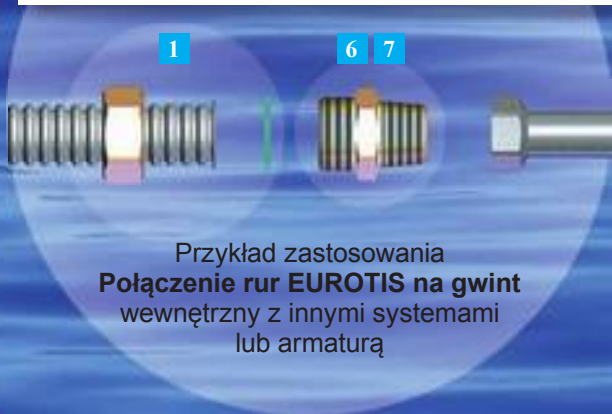 1 6 7
Przykład zastosowania
Połączenie rur EUROTIS na gwint
wewnętrzny z innymi systemami
lub armaturą